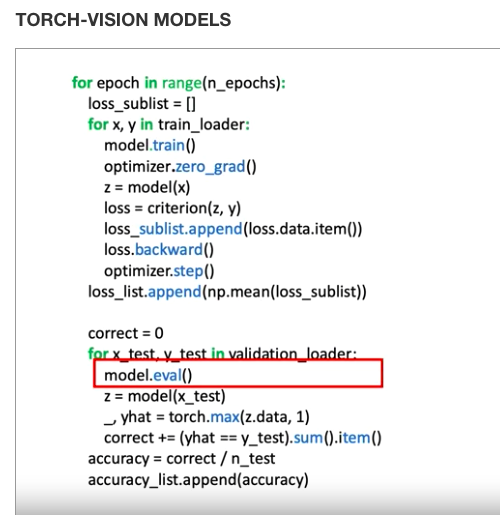 TORCH-VISION MODELS
for epoch in range(n_epochs):
loss_sublist = []
for x, y in train_loader:
model.train()
optimizer.zero_grad()
z = model(x)
loss = criterion(z, y)
loss_sublist.append(loss.data.item())
loss.backward()
optimizer.step()
loss_list.append(np.mean(loss_sublist))
correct = 0
for x_test, y_test in validation_loader:
model.eval()
z = model(x_test)
_, yhat = torch.max(z.data, 1)
correct += (yhat == y_test).sum().item()
accuracy = correct / n_test
accuracy_list.append(accuracy)